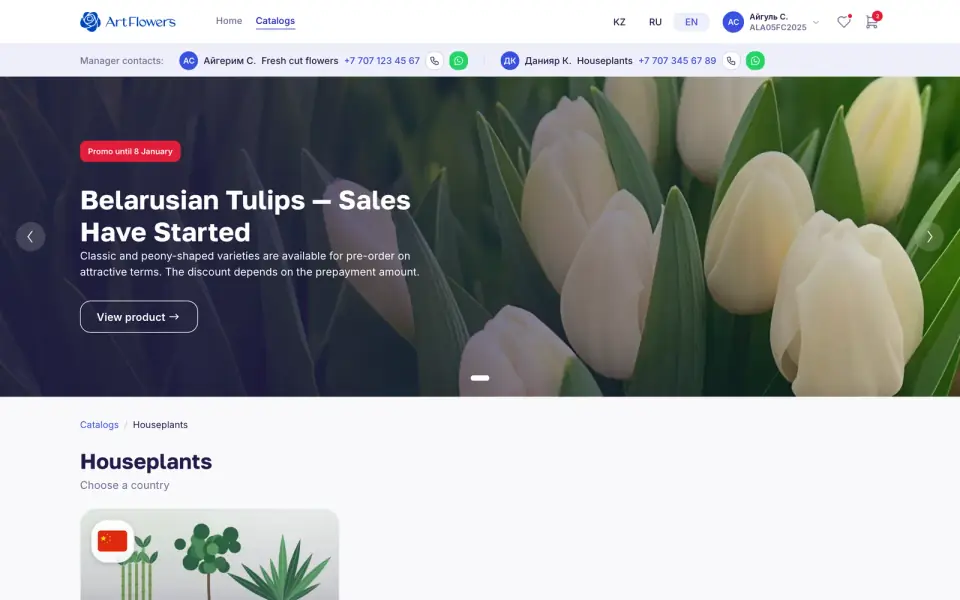 ArtFlowers
Home
Catalogs
KZ
RU
EN
АС
Айгуль С.
ALA05FC2025
3
Manager contacts:
АС
Айгерим С.
Fresh cut flowers
+7 707 123 45 67
ДК
Данияр К.
Houseplants
+7 707 345 67 89
Promo until 8 January
Belarusian Tulips — Sales
Have Started
Classic and peony-shaped varieties are available for pre-order on
attractive terms. The discount depends on the prepayment amount.
View product →
Catalogs / Houseplants
Houseplants
Choose a country